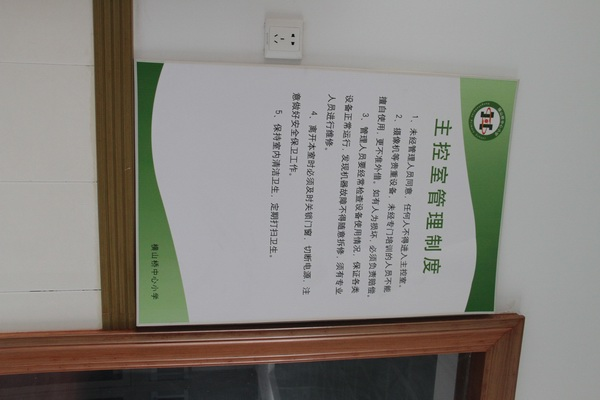 主控室管理制度
1、未经管理人员同意，任何人不得进入主控室。
2、摄像机等贵重设备，未经专门培训的人员不能
擅自使用，更不准外借。如有人为损坏，必须负责赔偿。
3、管理人员要经常检查设备使用情况，保证各类
设备正常运行，发现机器故障不得随意拆修，须有专业
人员进行维修。
4、离开本室时必须及时关锁门窗、切断电源，注
意做好安全保卫工作。
5、保持室内清洁卫生，定期打扫卫生。
横山桥中心小学